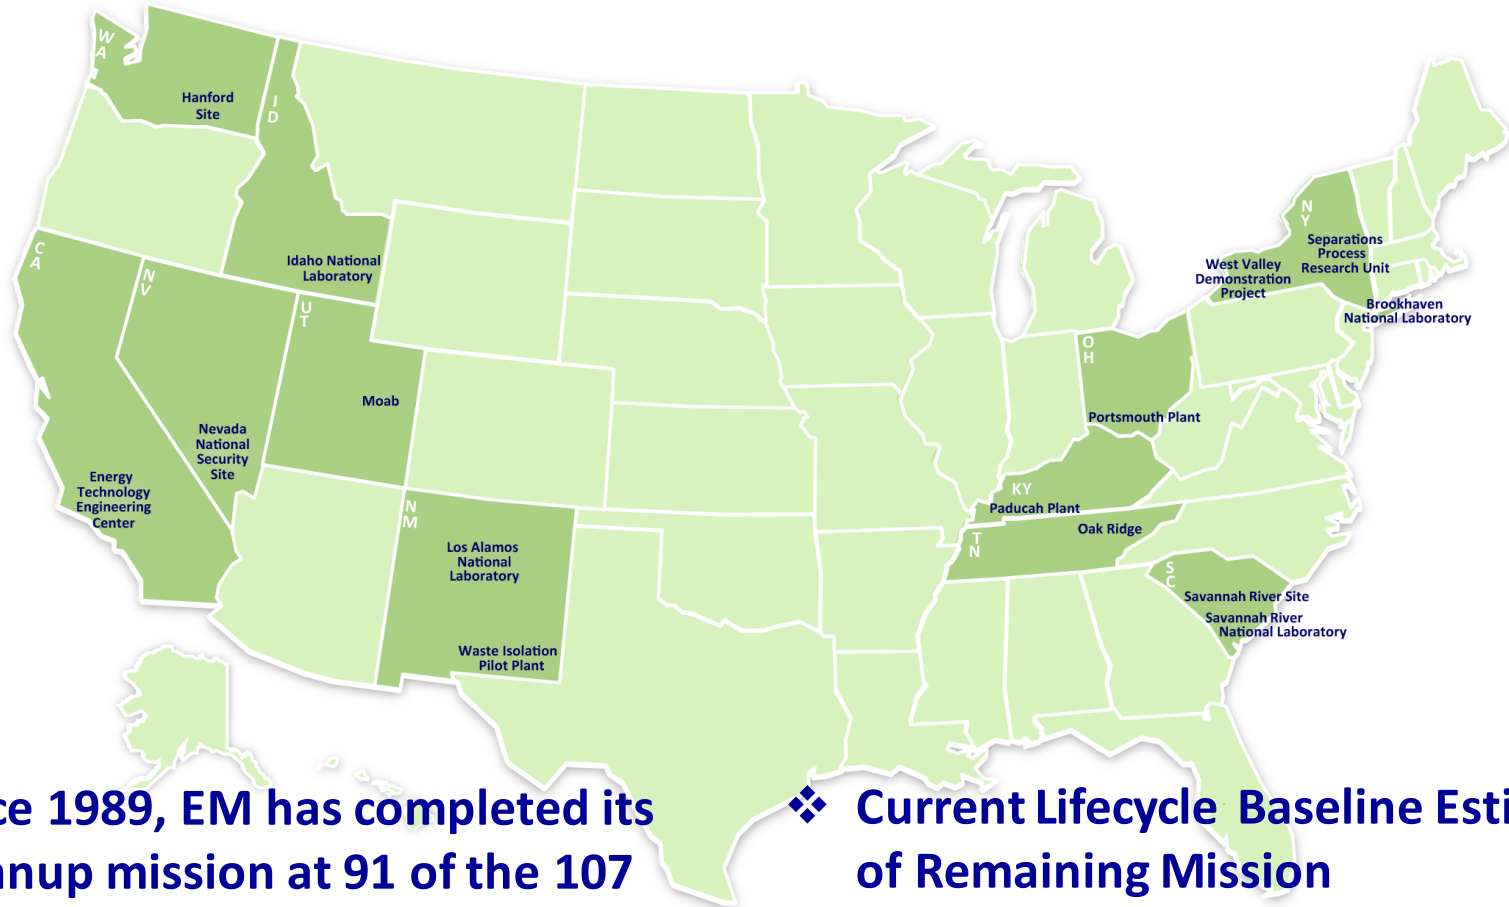 W
A
Hanford
Site
I
D
Idaho National
Laboratory
C
A
N
V
U
T
Moab
Nevada
National
Security
Site
Energy
Technology
Engineering
Center
N
M
Los Alamos
National
Laboratory
Waste Isolation
Pilot Plant
N
Y
Separations
Process
Research Unit
West Valley
Demonstration
Project
Brookhaven
National Laboratory
O
H
Portsmouth Plant
KY
Paducah Plant
T
N
Oak Ridge
S
C
Savannah River Site
Savannah River
National Laboratory
ce 1989, EM has completed its
anup mission at 91 of the 107
❖ Current Lifecycle Baseline Esti
of Remaining Mission